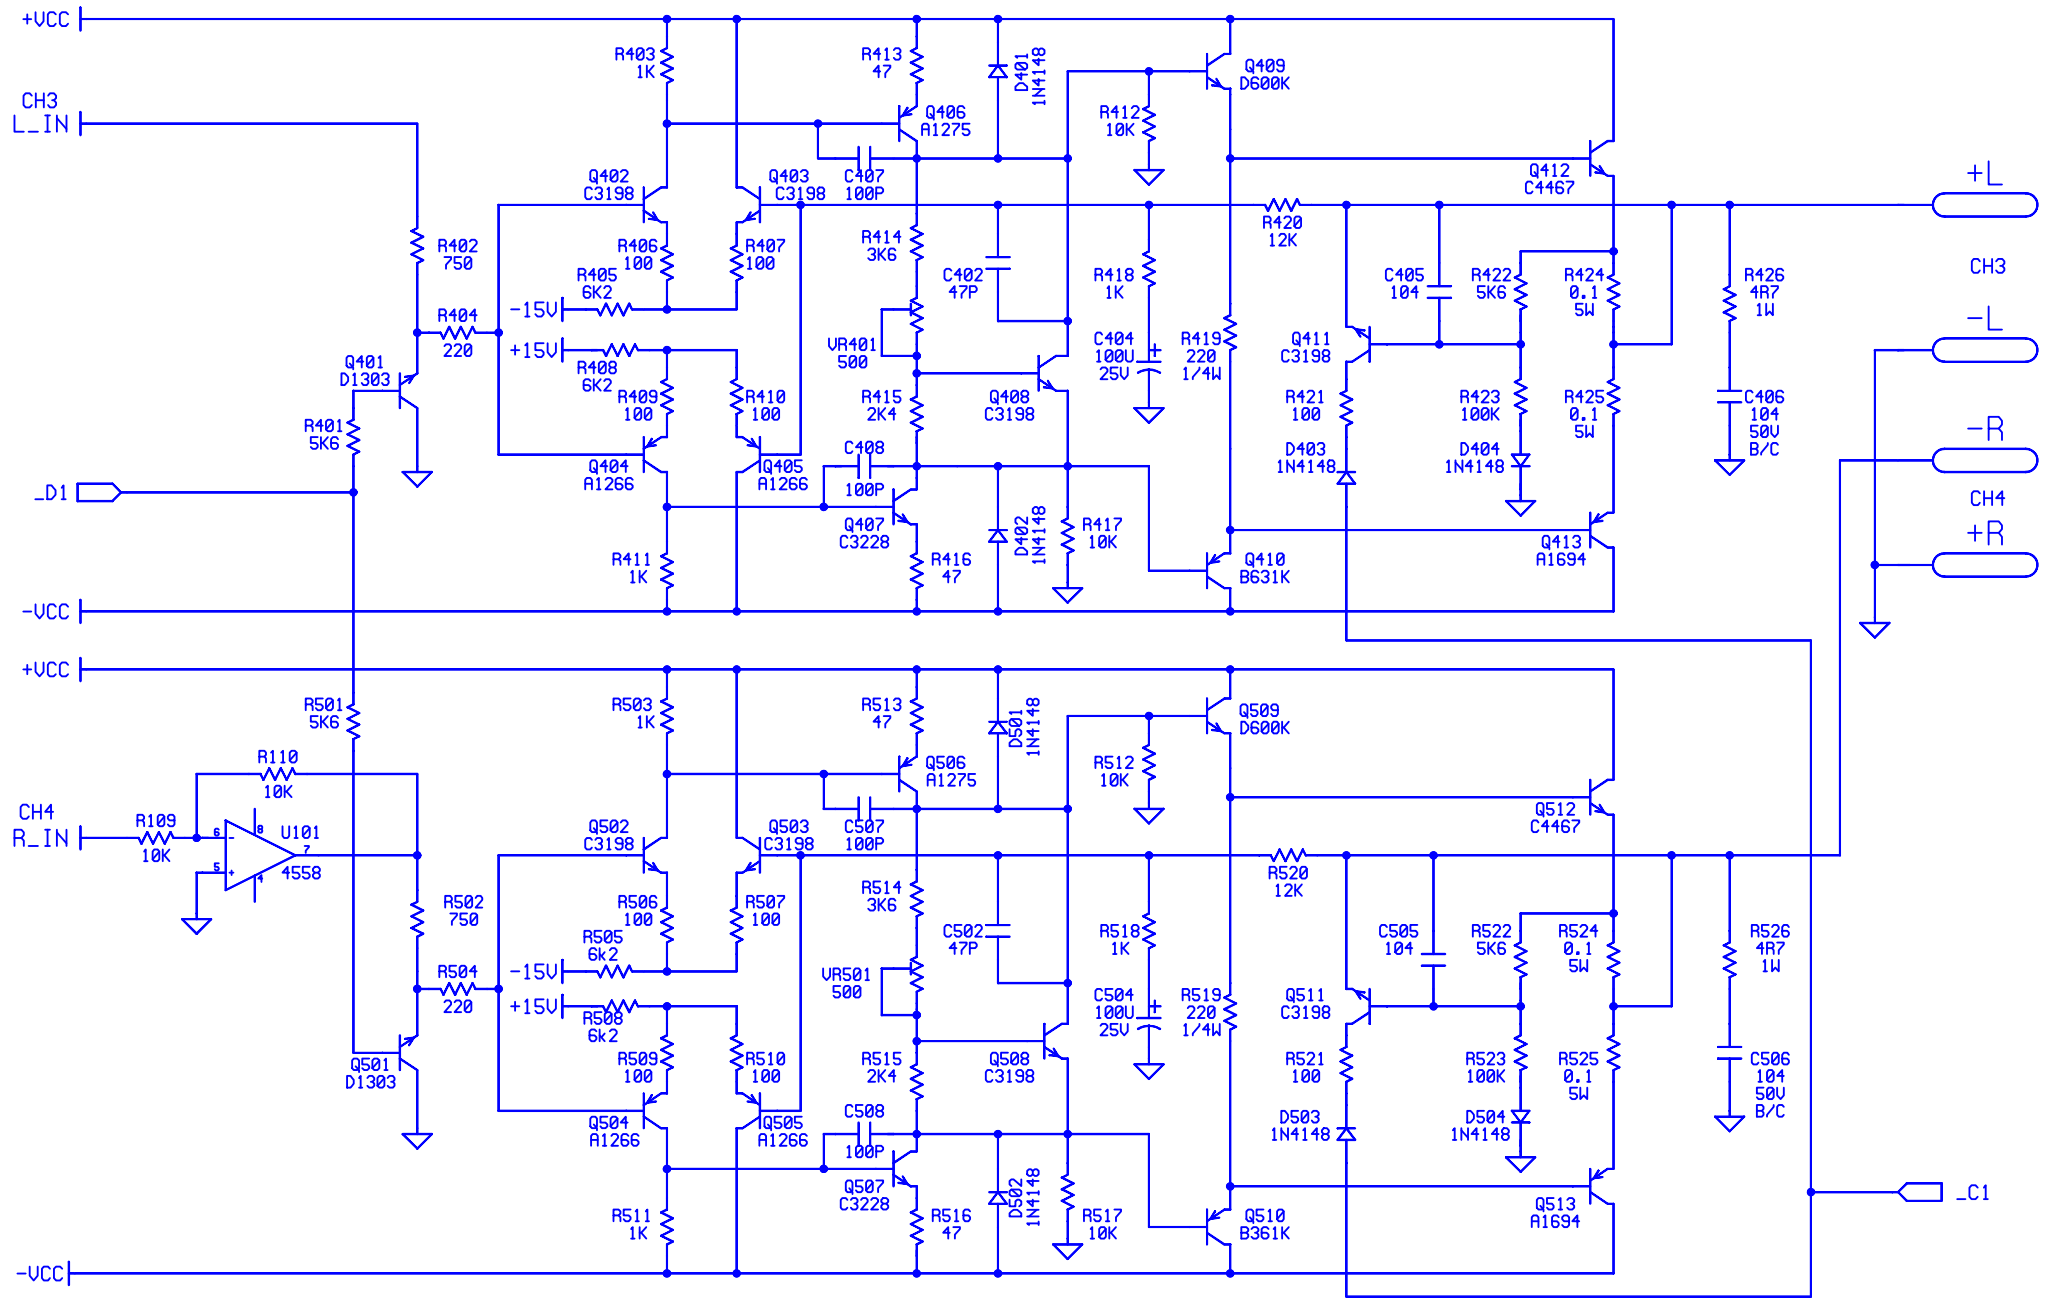 +VCC
CH3
L_IN
R402
750
R404
220
Q401
D1303
R401
5K6
_D1
-VCC
R403
1K
Q402
C3198
Q403
C3198
R406
100
R407
100
R405
6K2
-15V
+15V
R408
6K2
R409
100
R410
100
Q404
A1266
Q405
A1266
R411
1K
R413
47
D401
1N4148
Q406
A1275
C407
100P
R414
3K6
C402
47P
VR401
500
R415
2K4
Q408
C3198
C408
100P
Q407
C3228
R416
47
D402
1N4148
R417
10K
R412
10K
Q409
D600K
R418
1K
C404
100U
25V
+
R419
220
1/4W
Q410
B631K
R420
12K
Q411
C3198
R421
100
D403
1N4148
C405
104
R422
5K6
R423
100K
D404
1N4148
Q412
C4467
R424
0.1
5W
R425
0.1
5W
Q413
A1694
R426
4R7
1W
C406
104
50V
B/C
+L
CH3
-L
-R
CH4
+R
+VCC
R501
5K6
R110
10K
CH4
R_IN
R109
10K
6
-
5
+
8
4
7
U101
4558
R502
750
R504
220
Q501
D1303
-VCC
R503
1K
Q502
C3198
Q503
C3198
R506
100
R507
100
R505
6k2
-15V
+15V
R508
6k2
R509
100
R510
100
Q504
A1266
Q505
A1266
R511
1K
R513
47
D501
1N4148
Q506
A1275
C507
100P
R514
3K6
C502
47P
VR501
500
R515
2K4
Q508
C3198
C508
100P
Q507
C3228
R516
47
D502
1N4148
R517
10K
R512
10K
Q509
D600K
R518
1K
C504
100U
25V
+
R519
220
1/4W
Q510
B361K
R520
12K
Q511
C3198
R521
100
D503
1N4148
C505
104
R522
5K6
R523
100K
D504
1N4148
Q512
C4467
R524
0.1
5W
R525
0.1
5W
Q513
A1694
R526
4R7
1W
C506
104
50V
B/C
_C1